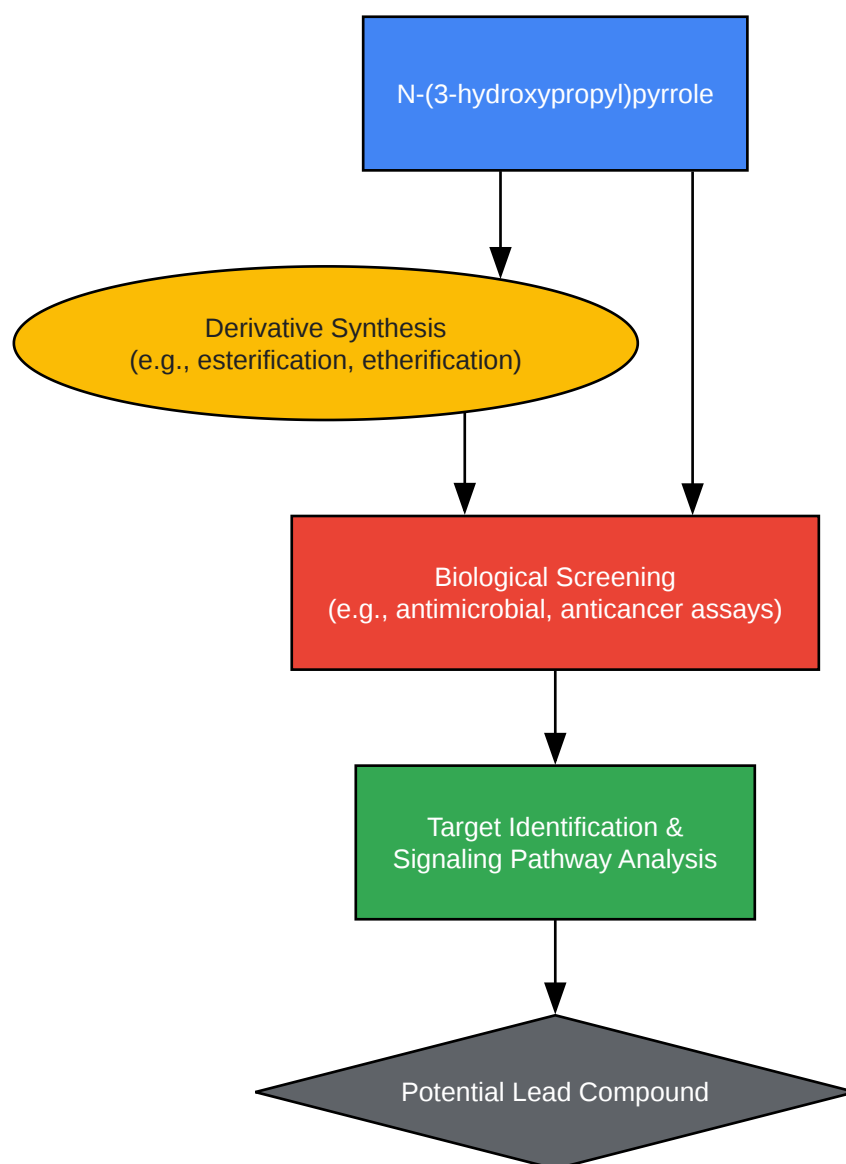 N-(3-hydroxypropyl)pyrrole
Derivative Synthesis
(e.g., esterification, etherification)
Biological Screening
(e.g., antimicrobial, anticancer assays)
Target Identification &
Signaling Pathway Analysis
Potential Lead Compound